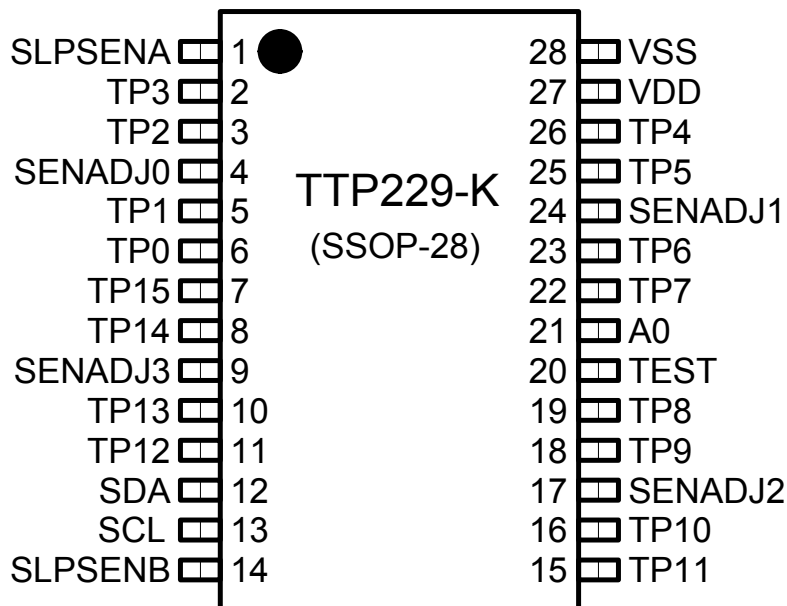 SLPSENA 1 28 VSS
TP3 2 27 VDD
TP2 3 26 TP4
SENADJ0 4 25 TP5
TTP229-K
TP1 5 24 SENADJ1
TP0 6 (SSOP-28) 23 TP6
TP15 7 22 TP7
TP14 8 21 A0
SENADJ3 9 20 TEST
TP13 10 19 TP8
TP12 11 18 TP9
SDA 12 17 SENADJ2
SCL 13 16 TP10
SLPSENB 14 15 TP11